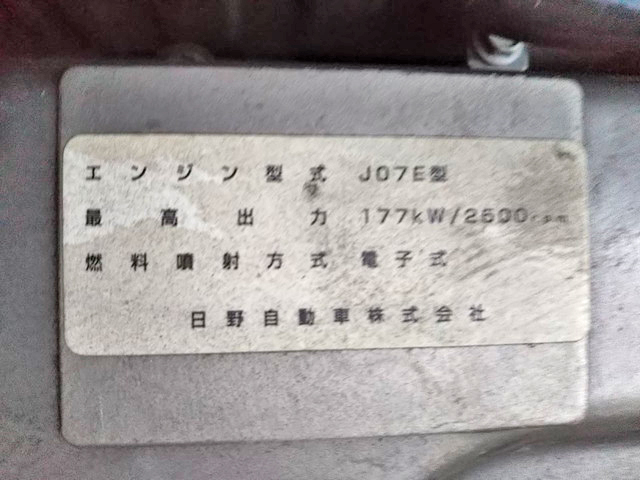 エンジン型式 J07E型
最高出力 177kW/2500rpm
燃料噴射方式 電子式
日野自動車株式会社